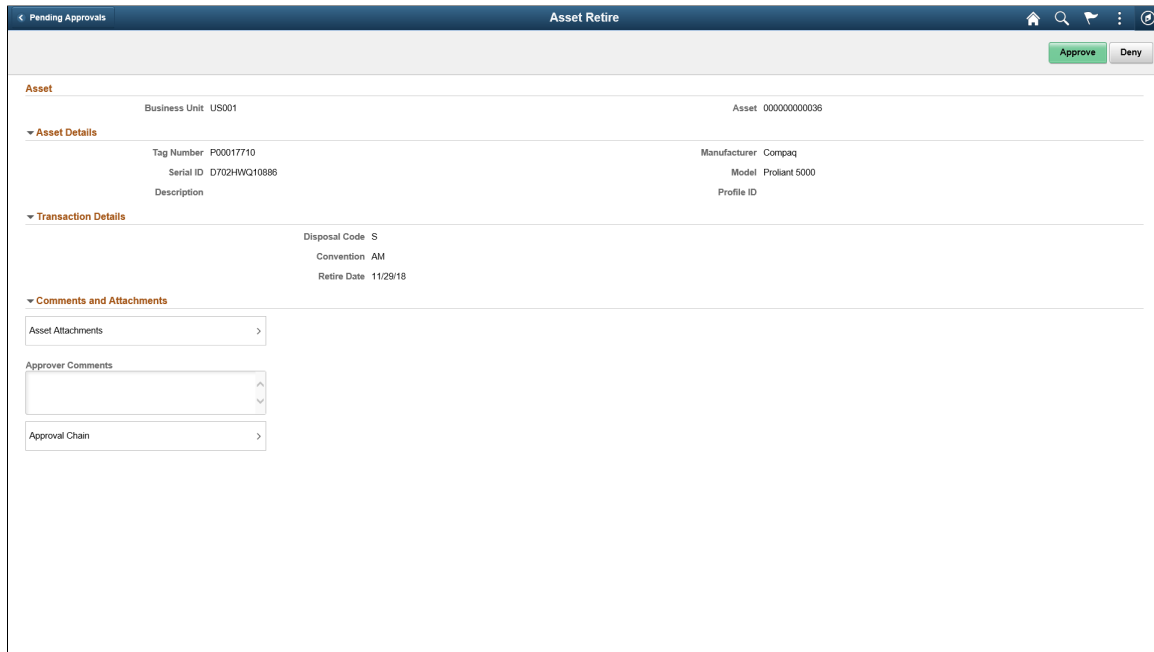 Pending Approvals
Asset Retire
Approve
Deny
Asset
Business Unit US001
Asset 000000000036
Asset Details
Tag Number P00017710
Manufacturer Compaq
Serial ID D702HWQ10886
Model Proliant 5000
Description
Profile ID
Transaction Details
Disposal Code S
Convention AM
Retire Date 11/29/18
Comments and Attachments
Asset Attachments
Approver Comments
Approval Chain